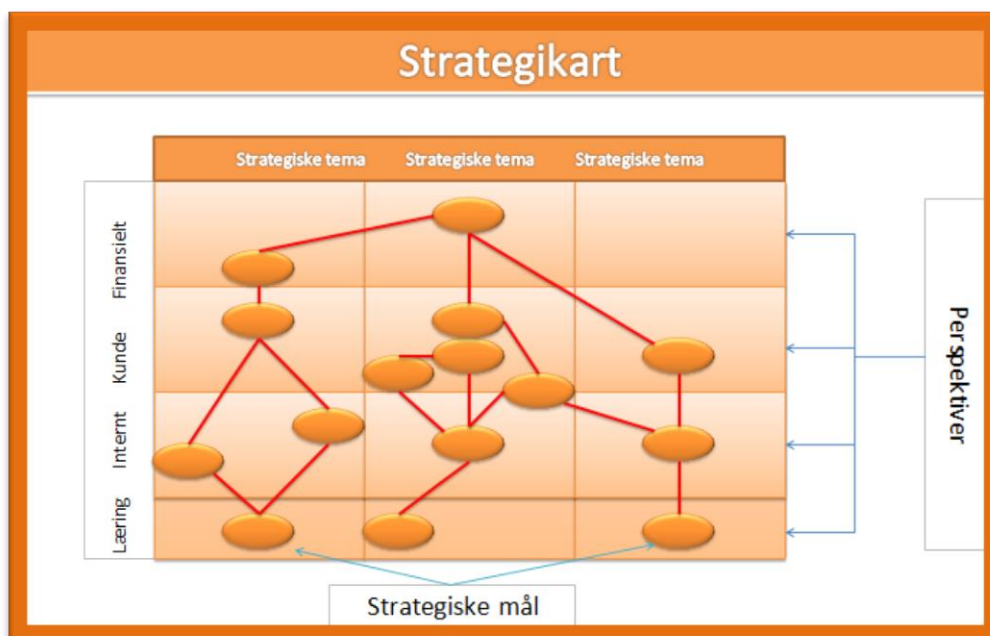 Strategikart
Strategiske tema
Strategiske tema
Strategiske tema
Finansielt
Kunde
Internt
Læring
Perspektiver
Strategiske mål